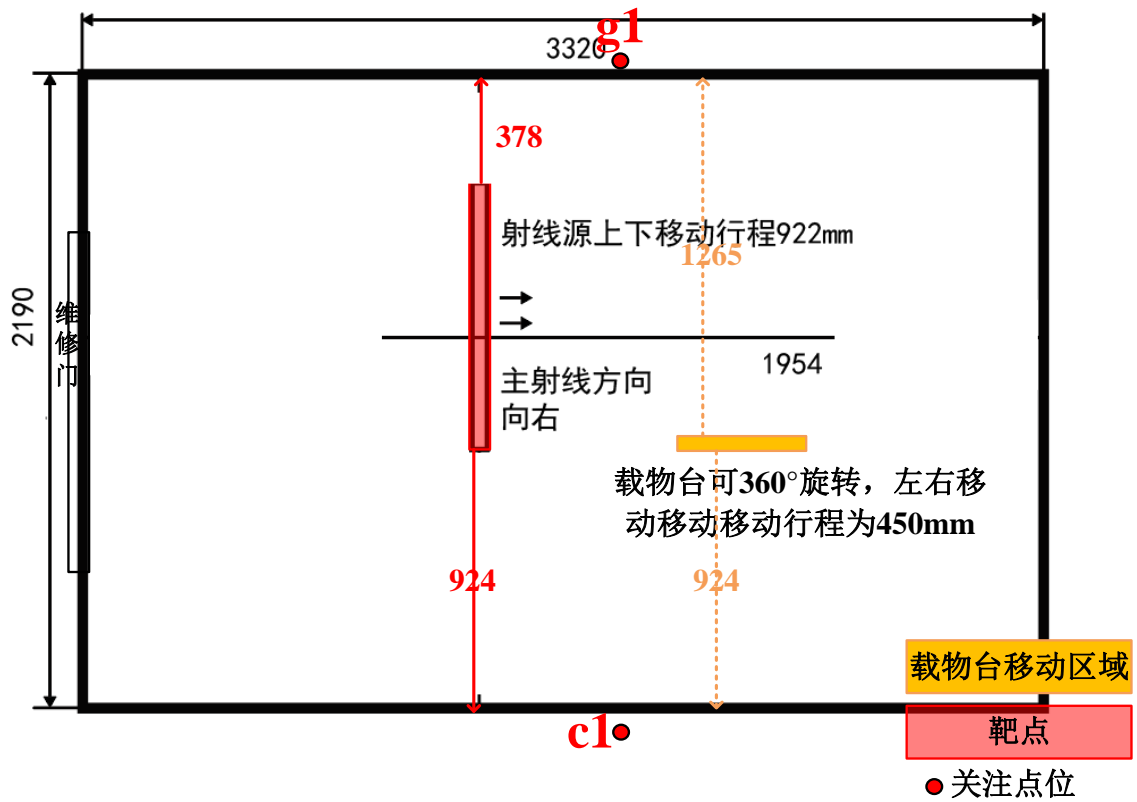 g1
3320
378
射线源上下移动行程922mm
1265
2190
维
修
门
1954
主射线方向
向右
载物台可360°旋转，左右移
动移动移动行程为450mm
924
924
载物台移动区域
c1
靶点
关注点位